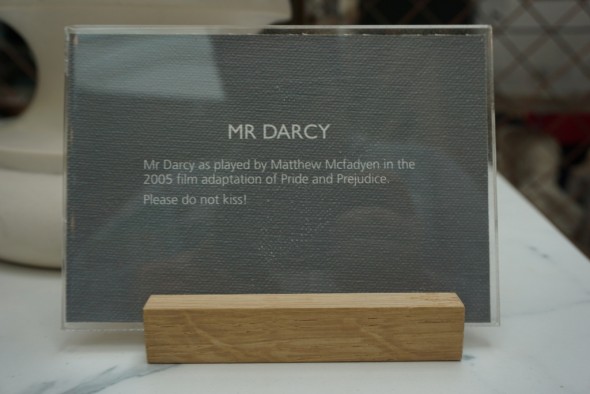 MR DARCY
Mr Darcy as played by Matthew Mcfadyen in the
2005 film adaptation of Pride and Prejudice.
Please do not kiss!